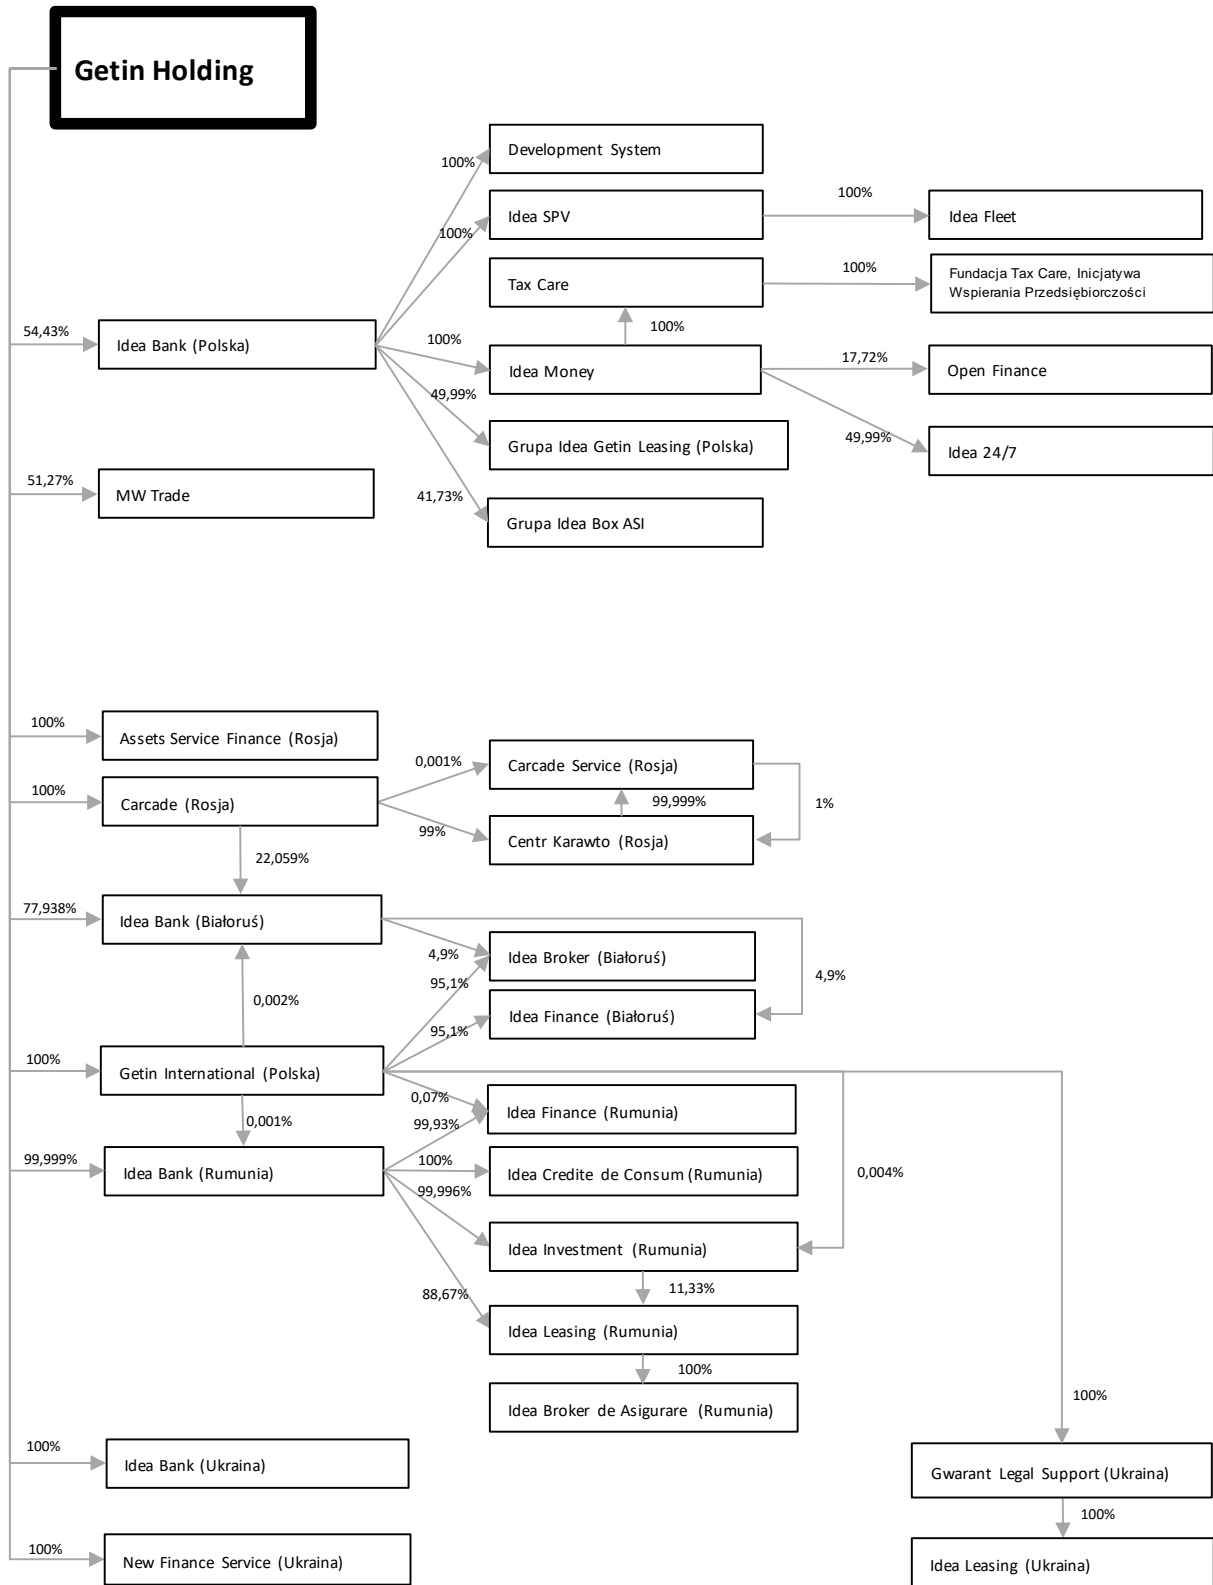 Getin Holding
Development System
100%
Idea SPV
100%
100%
Idea Fleet
Tax Care
100%
Fundacja Tax Care, Inicjatywa
Wspierania Przedsiębiorczości
54,43%
Idea Bank (Polska)
100%
100%
Idea Money
17,72%
Open Finance
49,99%
Grupa Idea Getin Leasing (Polska)
49,99%
Idea 24/7
51,27%
MW Trade
41,73%
Grupa Idea Box ASI
100%
Assets Service Finance (Rosja)
0,001%
Carcade Service (Rosja)
100%
Carcade (Rosja)
99,999%
1%
99%
Centr Karawto (Rosja)
22,059%
77,938%
Idea Bank (Białoruś)
4,9%
Idea Broker (Białoruś)
4,9%
95,1%
0,002%
Idea Finance (Białoruś)
95,1%
100%
Getin International (Polska)
0,07%
Idea Finance (Rumunia)
0,001%
99,93%
99,999%
Idea Bank (Rumunia)
100%
Idea Credite de Consum (Rumunia)
0,004%
99,996%
Idea Investment (Rumunia)
11,33%
88,67%
Idea Leasing (Rumunia)
100%
Idea Broker de Asigurare (Rumunia)
100%
100%
Idea Bank (Ukraina)
Gwarant Legal Support (Ukraina)
100%
100%
New Finance Service (Ukraina)
Idea Leasing (Ukraina)